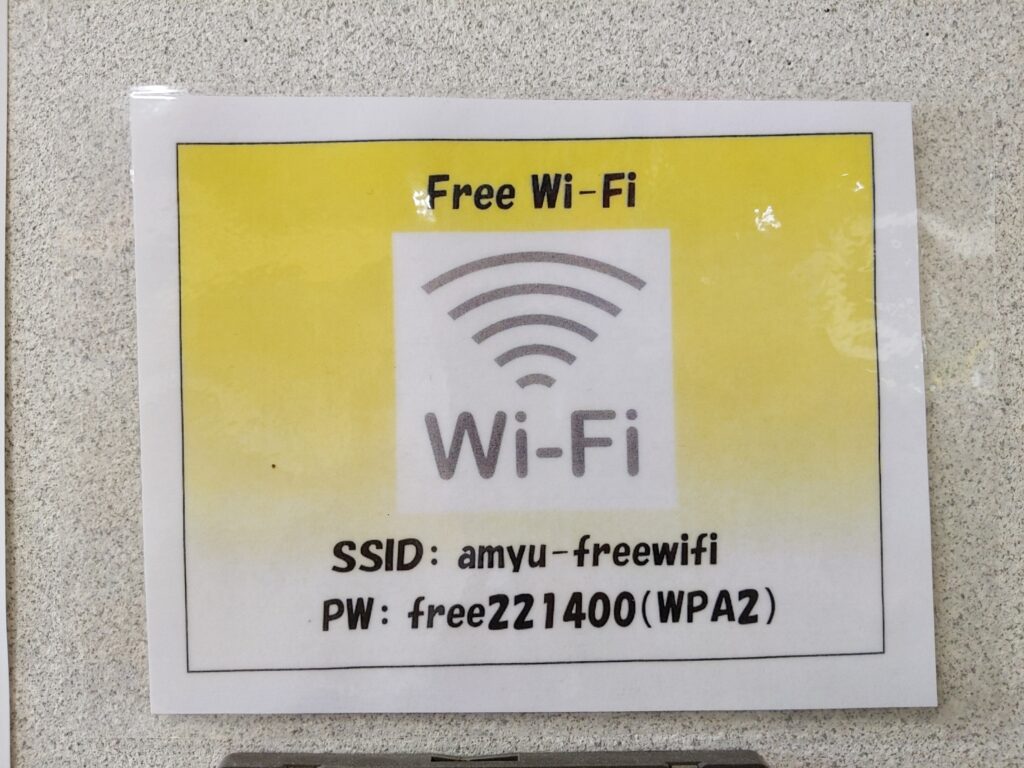 Free Wi-Fi
Wi-Fi
SSID: amyu-freewifi
PW: free221400(WPA2)